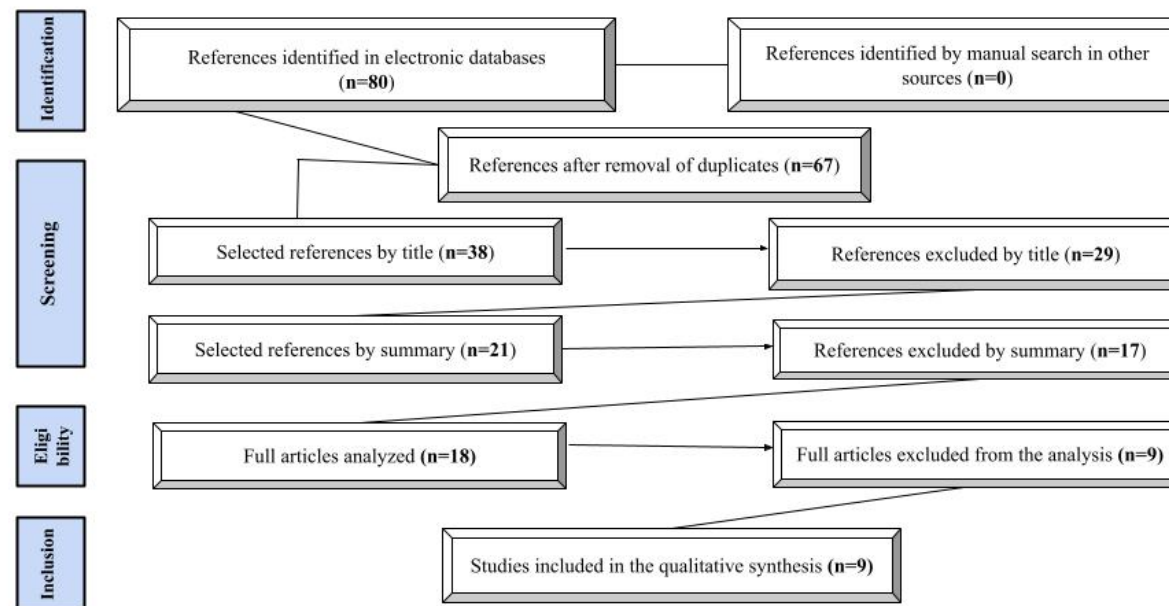 Identification
References identified in electronic databases
(n=80)
References identified by manual search in other
sources (n=0)
References after removal of duplicates (n=67)
Screening
Selected references by title (n=38)
References excluded by title (n=29)
Selected references by summary (n=21)
References excluded by summary (n=17)
Eligi
bility
Full articles analyzed (n=18)
Full articles excluded from the analysis (n=9)
Inclusion
Studies included in the qualitative synthesis (n=9)